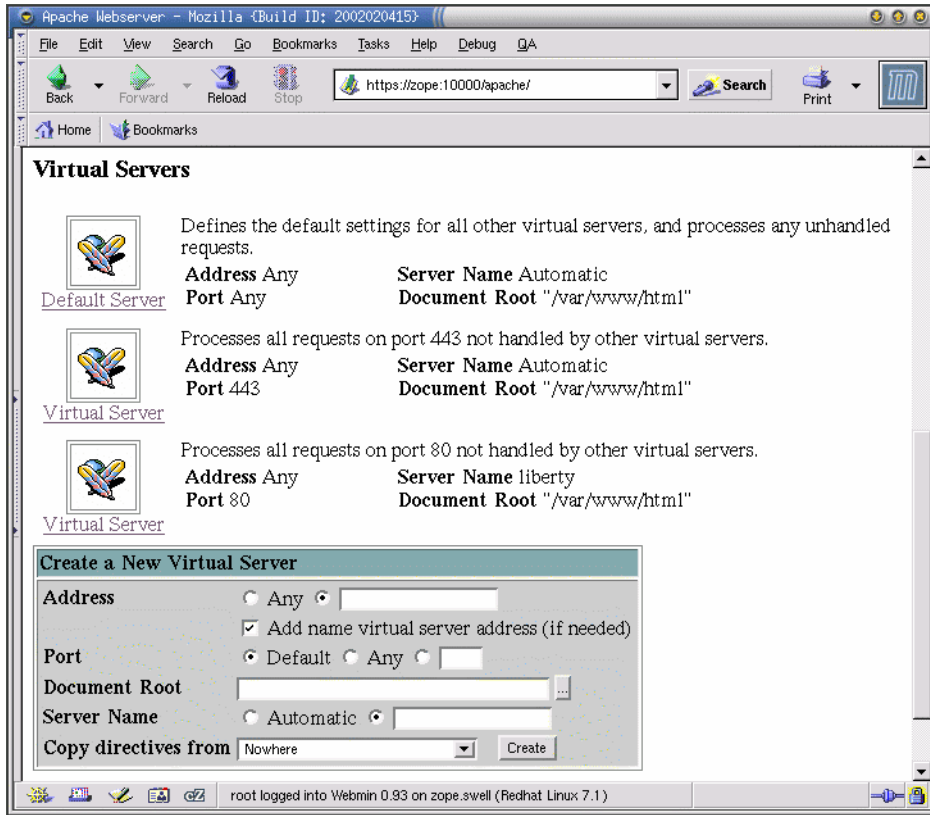 Apache Webserver - Mozilla {Build ID: 2002020415}
File Edit View Search Go Bookmarks Tasks Help Debug QA
Back Forward Reload Stop https://zope:10000/apache/ Search Print
Home Bookmarks
Virtual Servers
Defines the default settings for all other virtual servers, and processes any unhandled
requests.
Address Any Server Name Automatic
Port Any Document Root "/var/www/html"
Default Server
Processes all requests on port 443 not handled by other virtual servers.
Address Any Server Name Automatic
Port 443 Document Root "/var/www/html"
Virtual Server
Processes all requests on port 80 not handled by other virtual servers.
Address Any Server Name liberty
Port 80 Document Root "/var/www/html"
Virtual Server
Create a New Virtual Server
Address Any
Add name virtual server address (if needed)
Port Default Any
Document Root ...
Server Name Automatic
Copy directives from Nowhere Create
root logged into Webmin 0.93 on zope.swell (Redhat Linux 7.1)